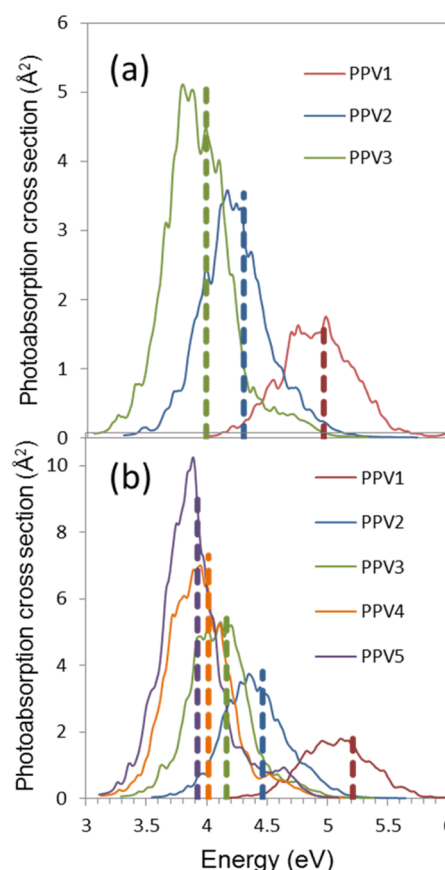 6
5
4
3
2
1
0
Photoabsorption cross section (Å²)
(a)
PPV1
PPV2
PPV3
10
8
6
4
2
0
Photoabsorption cross section (Å²)
(b)
PPV1
PPV2
PPV3
PPV4
PPV5
3 3.5 4 4.5 5 5.5
Energy (eV)